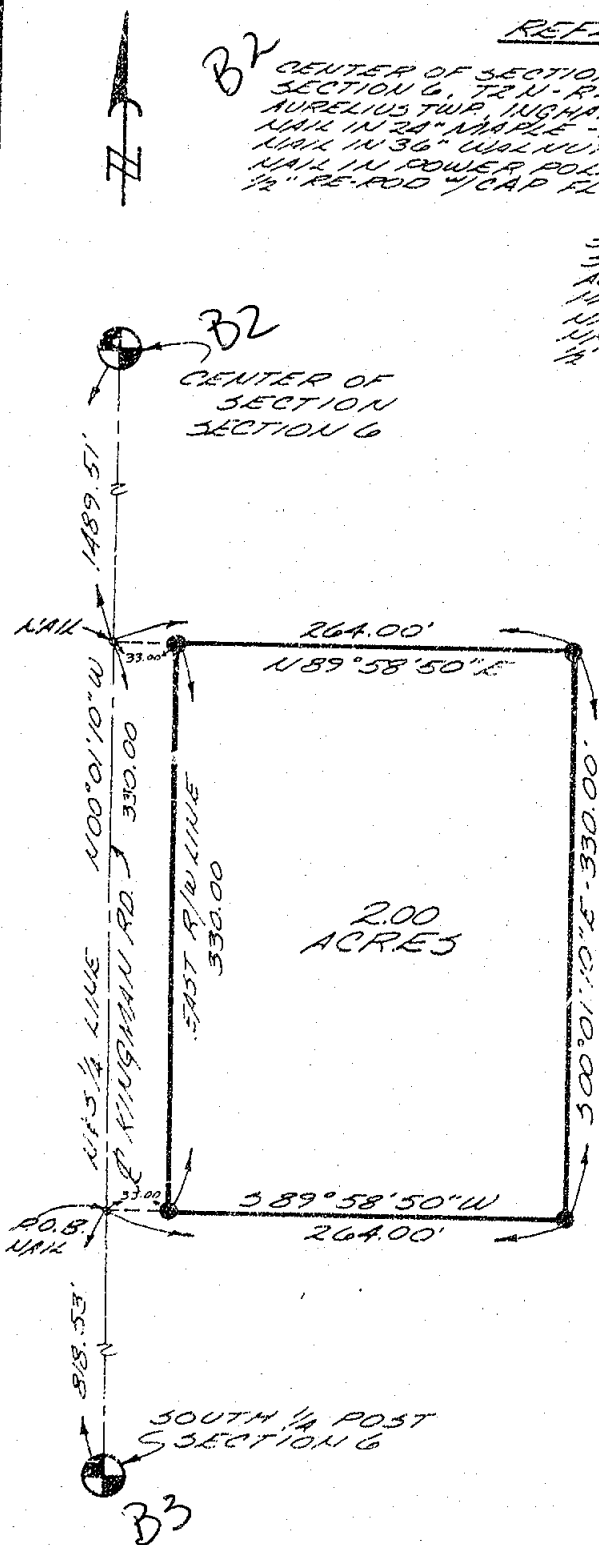 B2
CENTER OF SECTION
SECTION 6, T2N-R
AURELIUS TWP, INGHA
NAIL IN 24" MAPLE -
NAIL IN 36" WALNU
NAIL IN POWER POL
1/2" RE-ROD W/CAP FL
N
B2
CENTER OF
SECTION
SECTION 6
1489.51'
NAIL
33.00
264.00'
N89°58'50"E
N00°01'10"W
330.00
N&S 1/4 LINE
℄ KINGMAN RD.
EAST R/W LINE
330.00
2.00
ACRES
S00°01'10"E - 330.00'
33.00
P.O.B.
NAIL
S89°58'50"W
264.00'
818.53'
SOUTH 1/4 POST
SECTION 6
B3